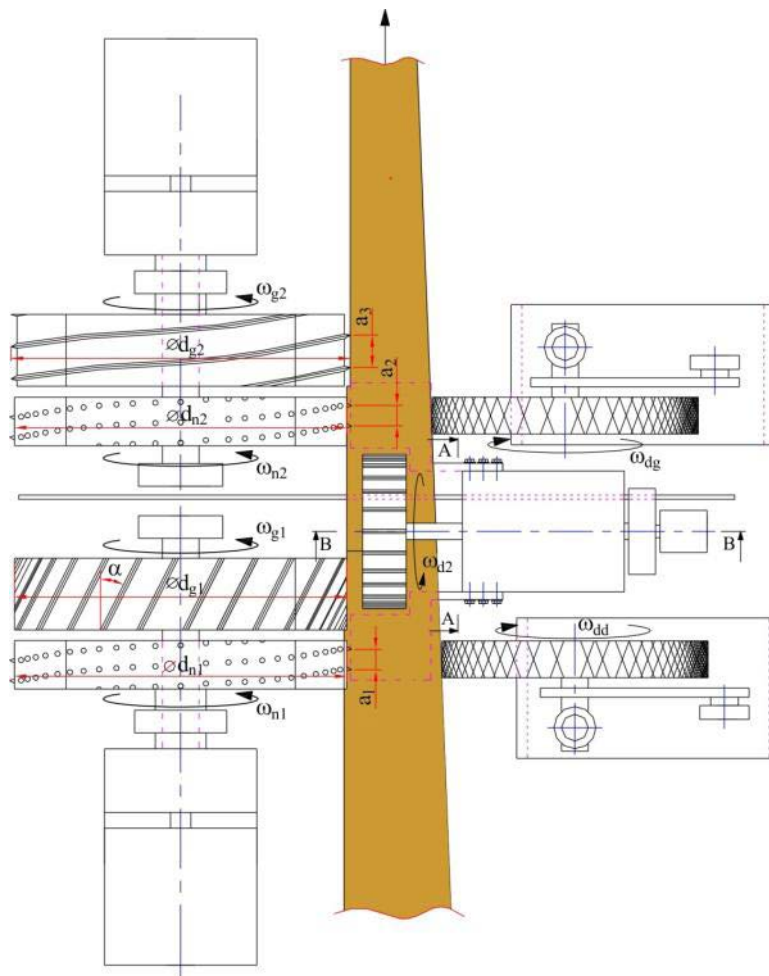 ω_g2
a_3
⌀d_g2
a_2
⌀d_n2
A
ω_dg
ω_n2
ω_g1
B
B
α
⌀d_g1
ω_d2
A
ω_dd
⌀d_n1
a_1
ω_n1